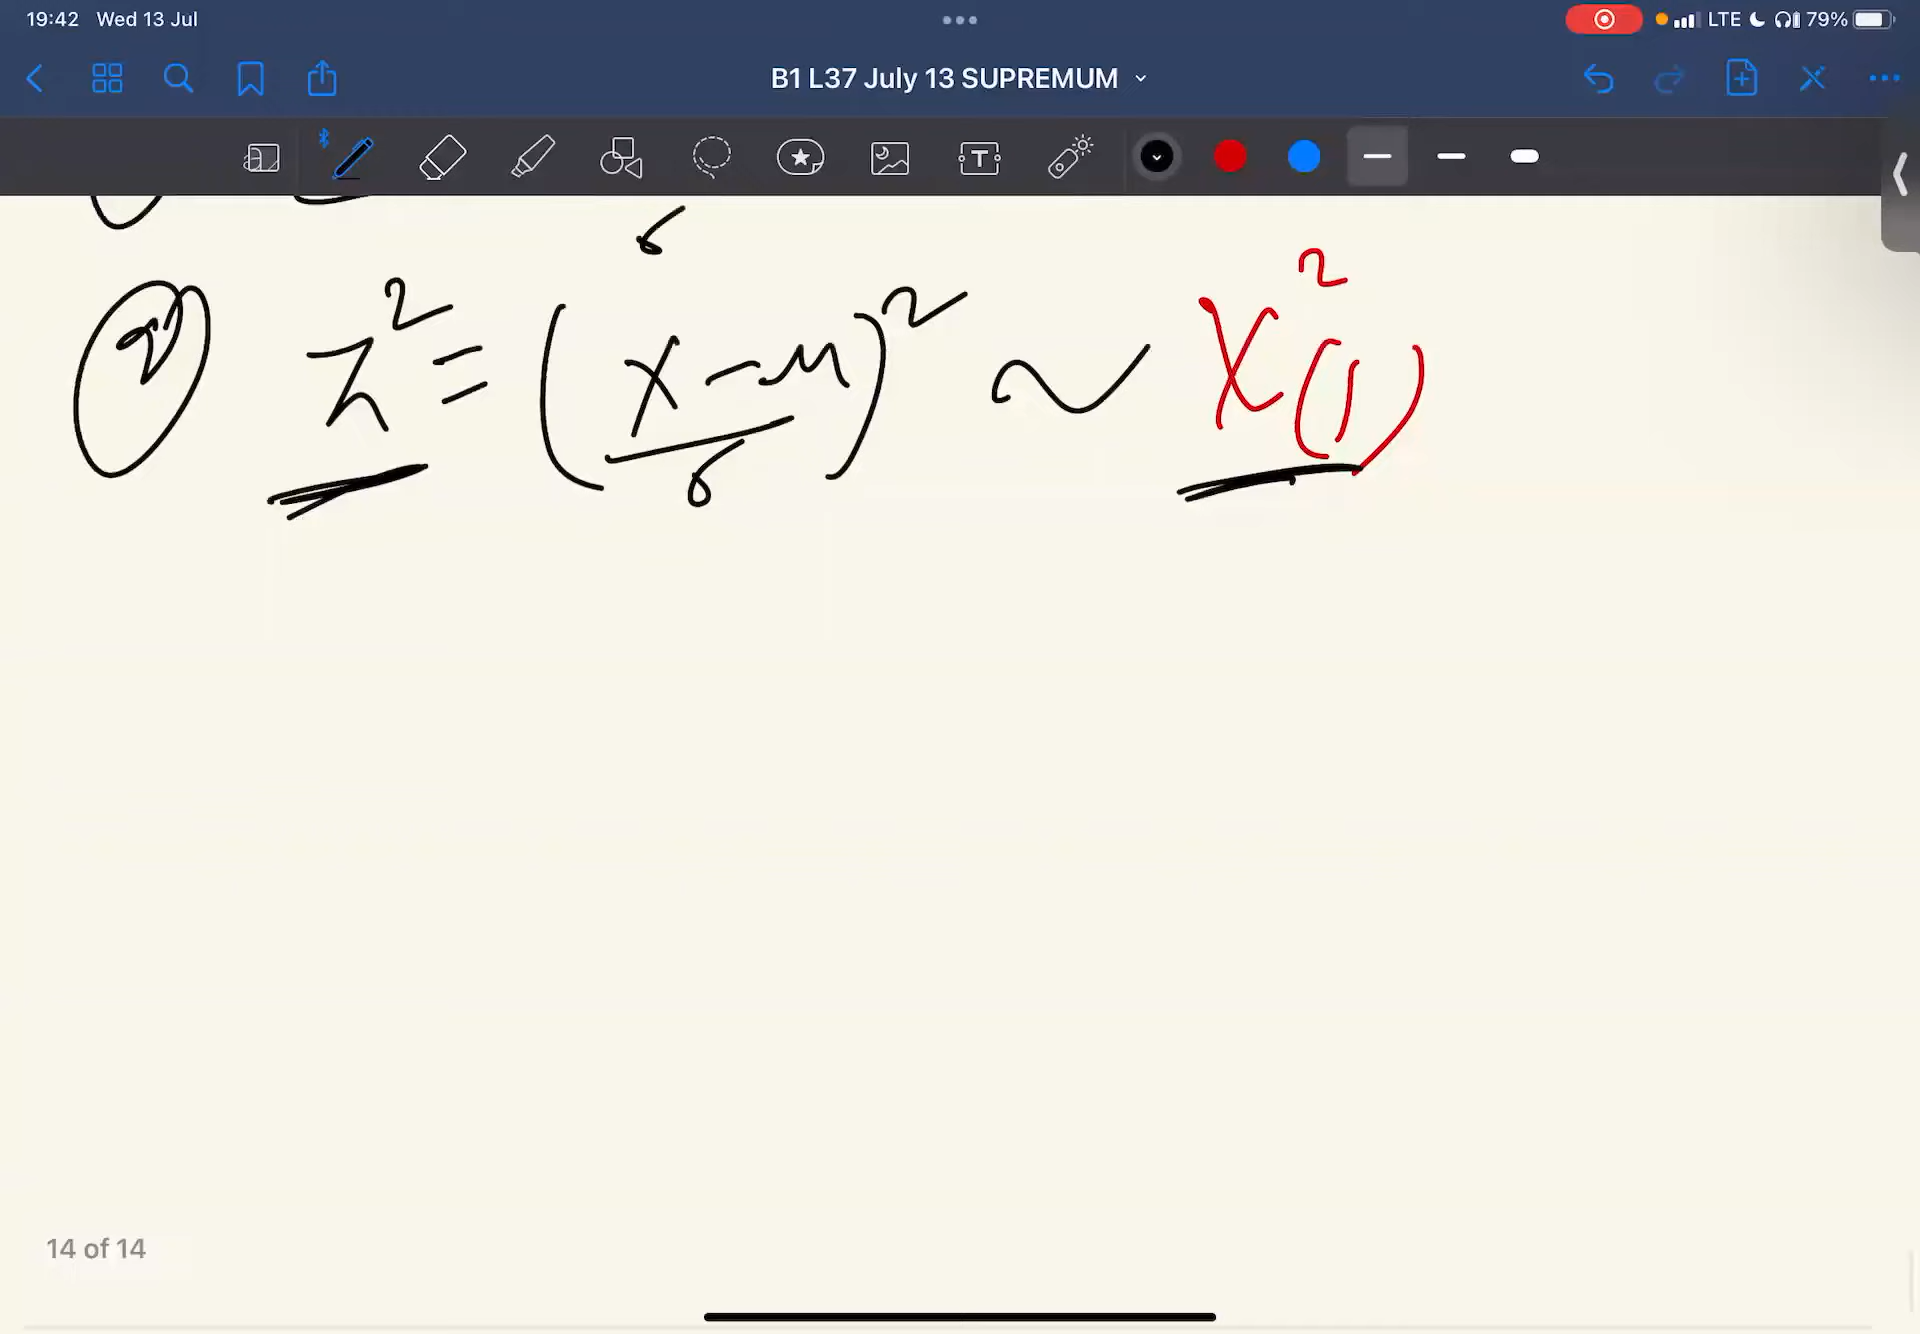 19:42 Wed 13 Jul
LTE 79%
B1 L37 July 13 SUPREMUM
T
σ
② Z² = (X-μ/σ)² ~ χ²(1)
14 of 14